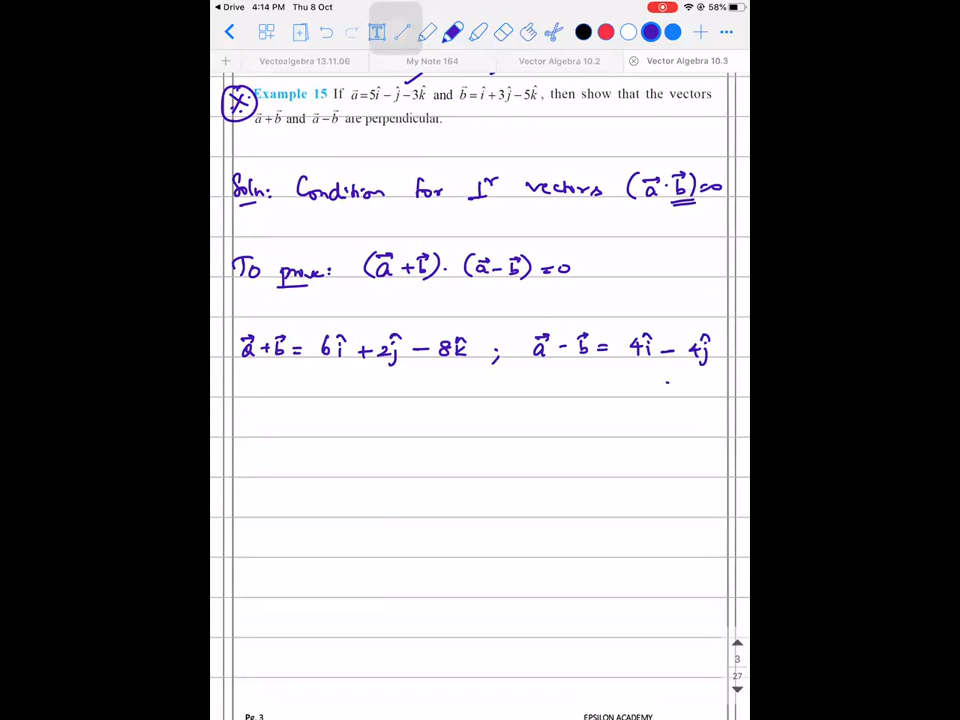 Drive 4:14 PM Thu 8 Oct 58%
Vectoalgebra 13.11.06 My Note 164 Vector Algebra 10.2 Vector Algebra 10.3
Example 15 If a⃗ = 5î − ĵ − 3k̂ and b⃗ = î + 3ĵ − 5k̂, then show that the vectors
a⃗ + b⃗ and a⃗ − b⃗ are perpendicular.
Soln: Condition for ⊥r vectors (a⃗ · b⃗) = 0
To prove: (a⃗ + b⃗) · (a⃗ − b⃗) = 0
a⃗ + b⃗ = 6î + 2ĵ − 8k̂ ; a⃗ − b⃗ = 4î − 4ĵ
3
27
Pg. 3 EPSILON ACADEMY